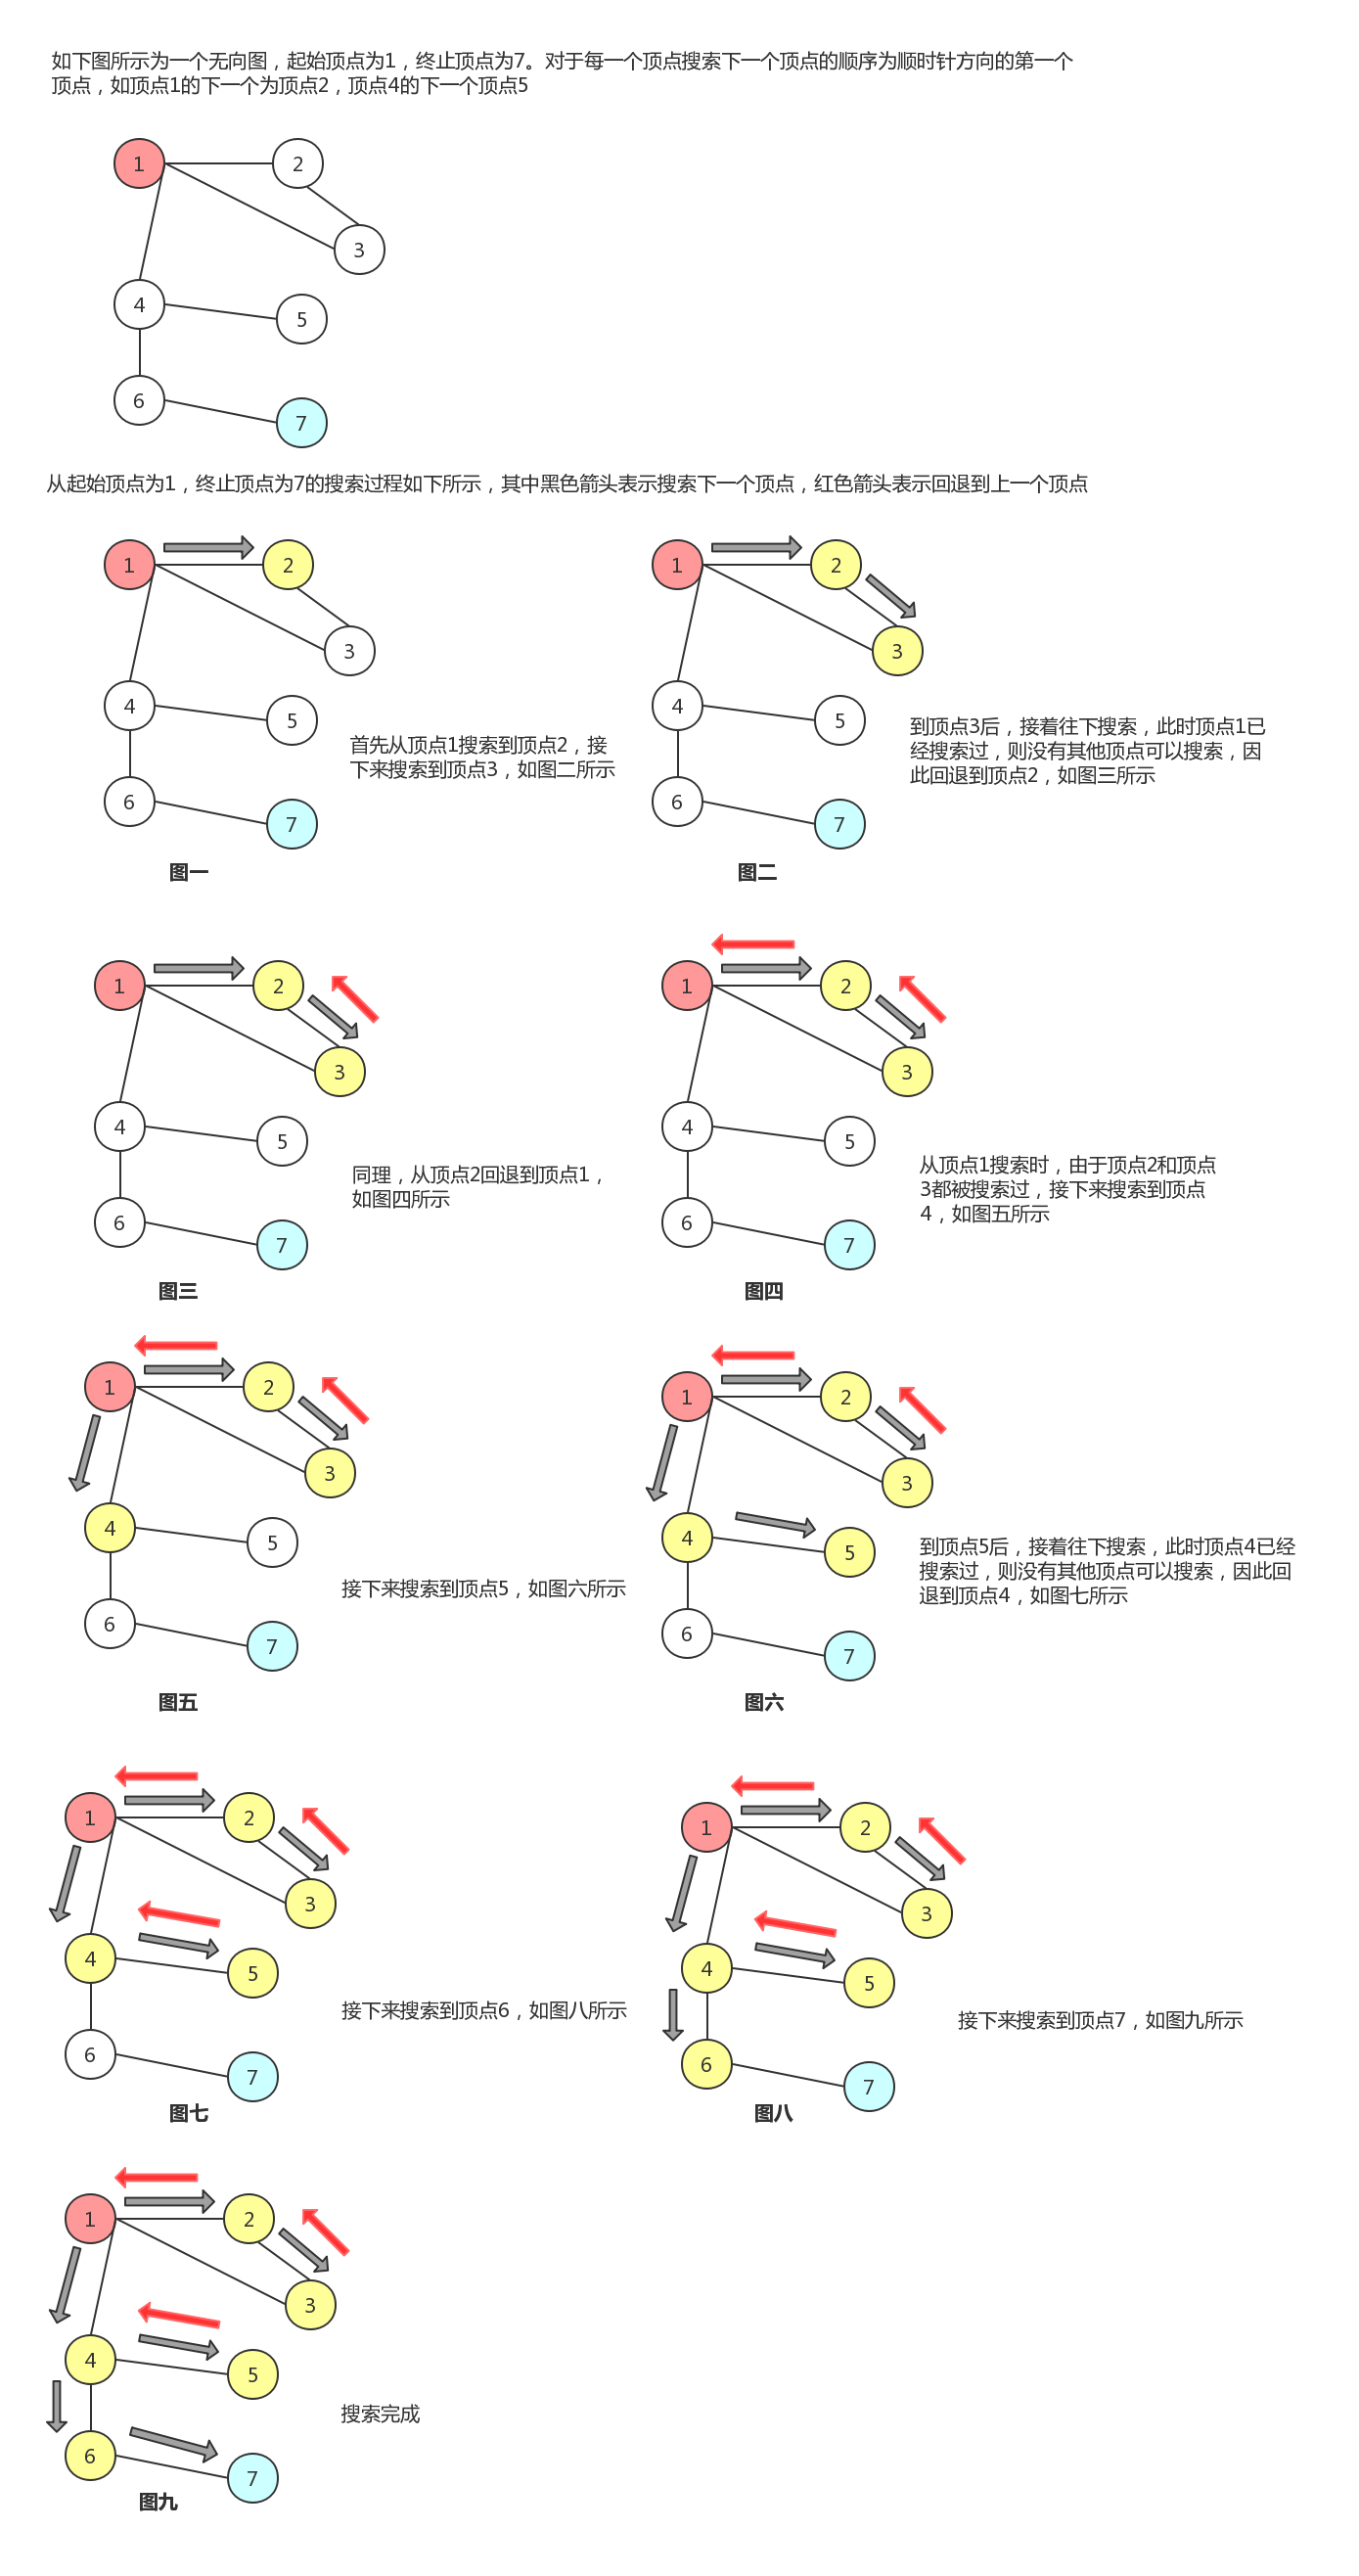 如下图所示为一个无向图，起始顶点为1，终止顶点为7。对于每一个顶点搜索下一个顶点的顺序为顺时针方向的第一个
顶点，如顶点1的下一个为顶点2，顶点4的下一个顶点5
1
2
3
4
5
6
7
从起始顶点为1，终止顶点为7的搜索过程如下所示，其中黑色箭头表示搜索下一个顶点，红色箭头表示回退到上一个顶点
1
2
3
4
5
6
7
首先从顶点1搜索到顶点2，接
下来搜索到顶点3，如图二所示
图一
1
2
3
4
5
6
7
到顶点3后，接着往下搜索，此时顶点1已
经搜索过，则没有其他顶点可以搜索，因
此回退到顶点2，如图三所示
图二
1
2
3
4
5
6
7
同理，从顶点2回退到顶点1，
如图四所示
图三
1
2
3
4
5
6
7
从顶点1搜索时，由于顶点2和顶点
3都被搜索过，接下来搜索到顶点
4，如图五所示
图四
1
2
3
4
5
6
7
接下来搜索到顶点5，如图六所示
图五
1
2
3
4
5
6
7
到顶点5后，接着往下搜索，此时顶点4已经
搜索过，则没有其他顶点可以搜索，因此回
退到顶点4，如图七所示
图六
1
2
3
4
5
6
7
接下来搜索到顶点6，如图八所示
图七
1
2
3
4
5
6
7
接下来搜索到顶点7，如图九所示
图八
1
2
3
4
5
6
7
搜索完成
图九